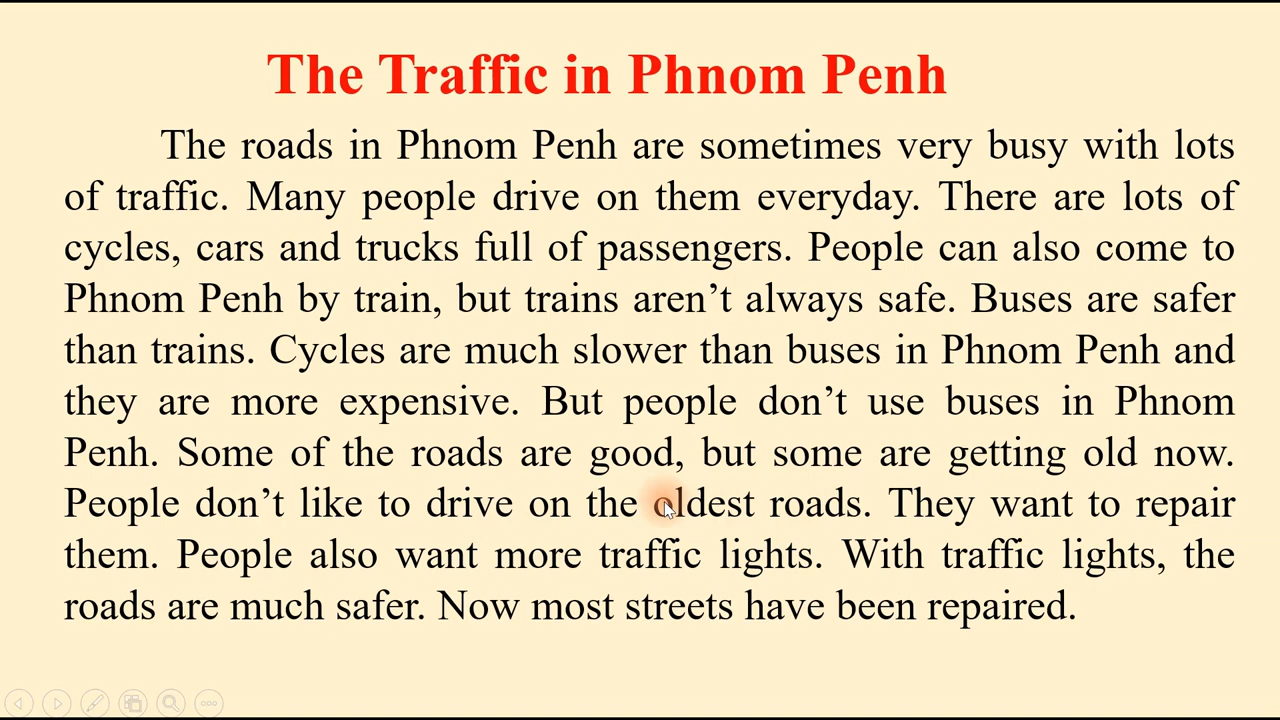 The Traffic in Phnom Penh
The roads in Phnom Penh are sometimes very busy with lots
of traffic. Many people drive on them everyday. There are lots of
cycles, cars and trucks full of passengers. People can also come to
Phnom Penh by train, but trains aren’t always safe. Buses are safer
than trains. Cycles are much slower than buses in Phnom Penh and
they are more expensive. But people don’t use buses in Phnom
Penh. Some of the roads are good, but some are getting old now.
People don’t like to drive on the oldest roads. They want to repair
them. People also want more traffic lights. With traffic lights, the
roads are much safer. Now most streets have been repaired.